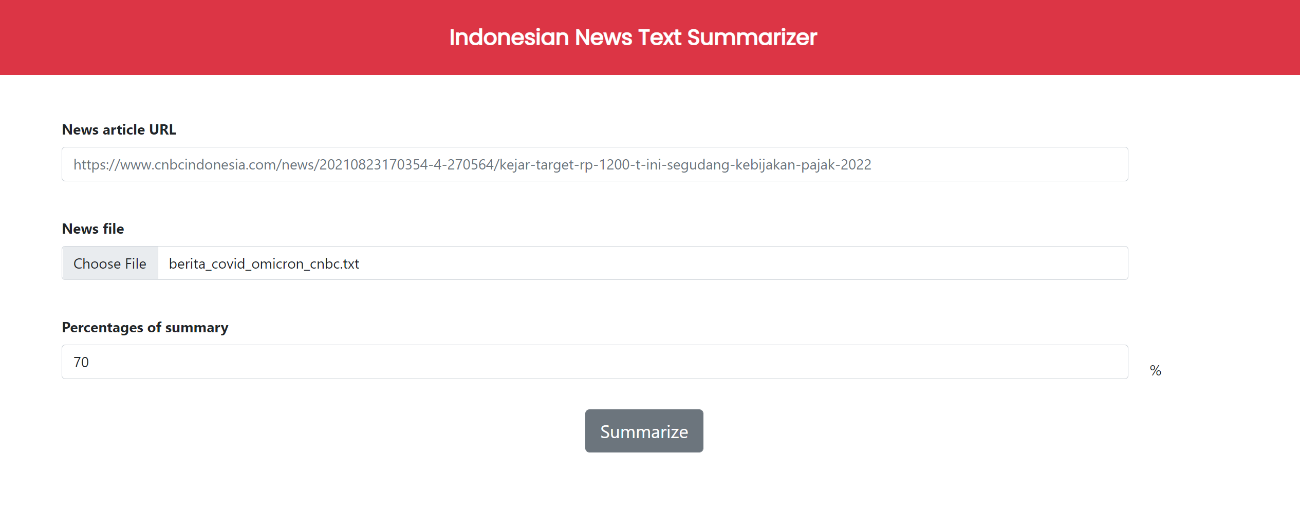 Indonesian News Text Summarizer
News article URL
https://www.cnbcindonesia.com/news/20210823170354-4-270564/kejar-target-rp-1200-t-ini-segudang-kebijakan-pajak-2022
News file
Choose File berita_covid_omicron_cnbc.txt
Percentages of summary
70
%
Summarize